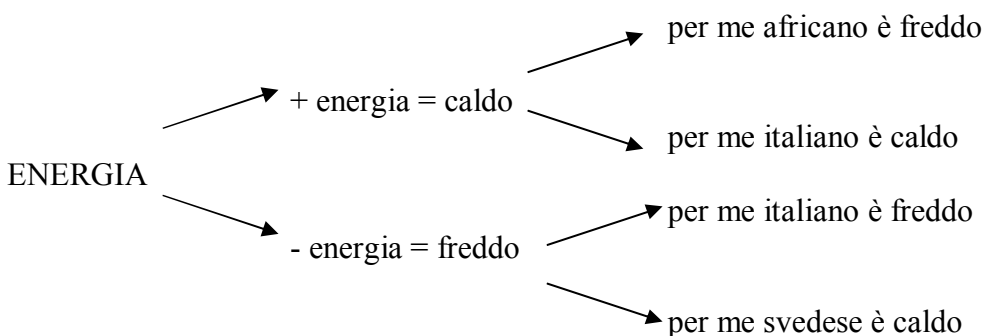 per me africano è freddo
+ energia = caldo
per me italiano è caldo
ENERGIA
per me italiano è freddo
- energia = freddo
per me svedese è caldo